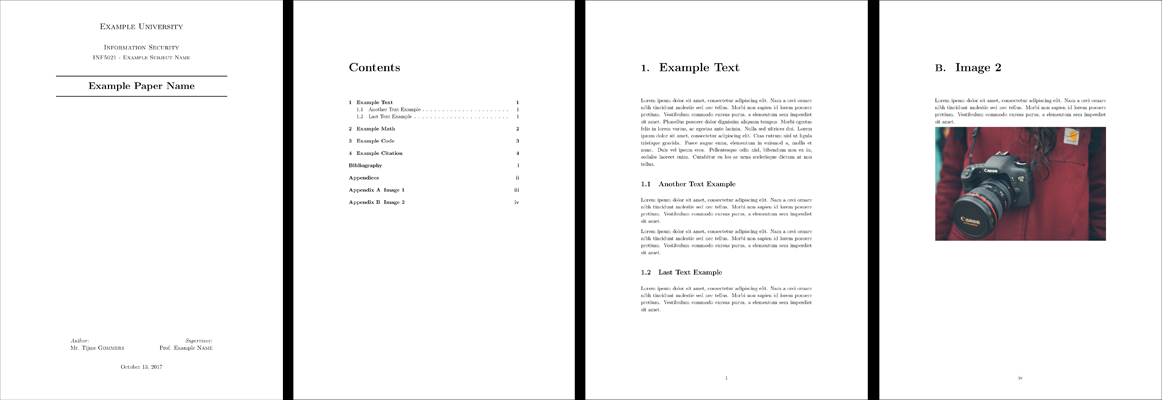 EXAMPLE UNIVERSITY
INFORMATION SECURITY
INF5021 - EXAMPLE SUBJECT NAME
Example Paper Name
Author:
Supervisor:
Mr. Tijme GOMMERS
Prof. Example NAME
October 13, 2017
Contents
1 Example Text 1
1.1 Another Text Example . . . . . . . . . . . . . . . . . . . . . . 1
1.2 Last Text Example . . . . . . . . . . . . . . . . . . . . . . . . 1
2 Example Math 2
3 Example Code 3
4 Example Citation 4
Bibliography i
Appendices ii
Appendix A Image 1 iii
Appendix B Image 2 iv
1. Example Text
Lorem ipsum dolor sit amet, consectetur adipiscing elit. Nam a orci ornare
nibh tincidunt molestie sed nec tellus. Morbi non sapien id lorem posuere
pretium. Vestibulum commodo cursus purus, a elementum sem imperdiet
sit amet. Phasellus posuere dolor dignissim aliquam tempus. Morbi egestas
felis in lorem varius, ac egestas ante lacinia. Nulla sed ultrices dui. Lorem
ipsum dolor sit amet, consectetur adipiscing elit. Cras rutrum nisl ut ligula
tristique gravida. Fusce augue enim, elementum in euismod a, mollis et
nunc. Duis vel ipsum eros. Pellentesque odio nisl, bibendum non ex in,
sodales laoreet enim. Curabitur eu leo ac urna scelerisque dictum at non
tellus.
1.1 Another Text Example
Lorem ipsum dolor sit amet, consectetur adipiscing elit. Nam a orci ornare
nibh tincidunt molestie sed nec tellus. Morbi non sapien id lorem posuere
pretium. Vestibulum commodo cursus purus, a elementum sem imperdiet
sit amet.
Lorem ipsum dolor sit amet, consectetur adipiscing elit. Nam a orci ornare
nibh tincidunt molestie sed nec tellus. Morbi non sapien id lorem posuere
pretium. Vestibulum commodo cursus purus, a elementum sem imperdiet
sit amet.
1.2 Last Text Example
Lorem ipsum dolor sit amet, consectetur adipiscing elit. Nam a orci ornare
nibh tincidunt molestie sed nec tellus. Morbi non sapien id lorem posuere
pretium. Vestibulum commodo cursus purus, a elementum sem imperdiet
sit amet.
1
B. Image 2
Lorem ipsum dolor sit amet, consectetur adipiscing elit. Nam a orci ornare
nibh tincidunt molestie sed nec tellus. Morbi non sapien id lorem posuere
pretium. Vestibulum commodo cursus purus, a elementum sem imperdiet
sit amet.
Canon
Canon
iv